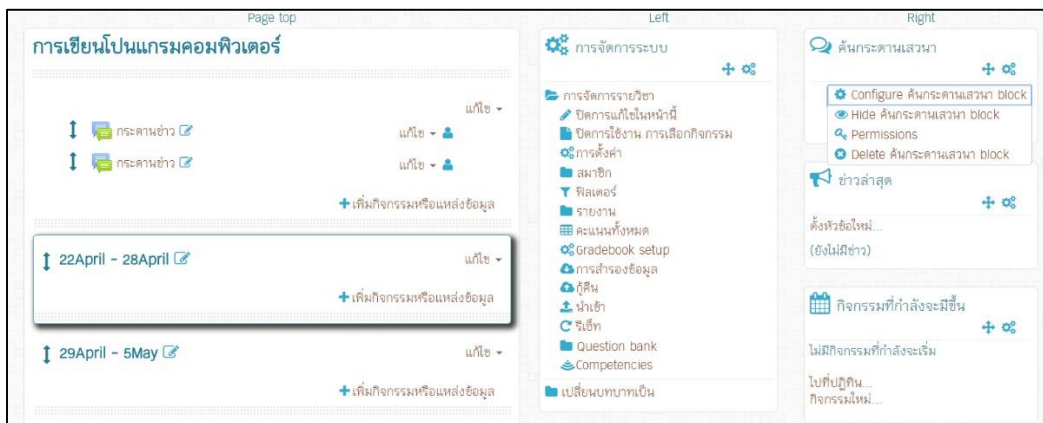 Page top
การเขียนโปนแกรมคอมพิวเตอร์
แก้ไข
กระดานข่าว
แก้ไข
กระดานข่าว
แก้ไข
เพิ่มกิจกรรมหรือแหล่งข้อมูล
22April - 28April
แก้ไข
เพิ่มกิจกรรมหรือแหล่งข้อมูล
29April - 5May
แก้ไข
เพิ่มกิจกรรมหรือแหล่งข้อมูล
Left
การจัดการระบบ
การจัดการรายวิชา
ปิดการแก้ไขในหน้านี้
ปิดการใช้งาน การเลือกกิจกรรม
การตั้งค่า
สมาชิก
ฟิลเตอร์
รายงาน
คะแนนทั้งหมด
Gradebook setup
การสำรองข้อมูล
กู้คืน
นำเข้า
รีเซ็ท
Question bank
Competencies
เปลี่ยนบทบาทเป็น
Right
ค้นกระดานเสวนา
Configure ค้นกระดานเสวนา block
Hide ค้นกระดานเสวนา block
Permissions
Delete ค้นกระดานเสวนา block
ข่าวล่าสุด
ตั้งหัวข้อใหม่...
(ยังไม่มีข่าว)
กิจกรรมที่กำลังจะมีขึ้น
ไม่มีกิจกรรมที่กำลังจะเริ่ม
ไปที่ปฏิทิน...
กิจกรรมใหม่...